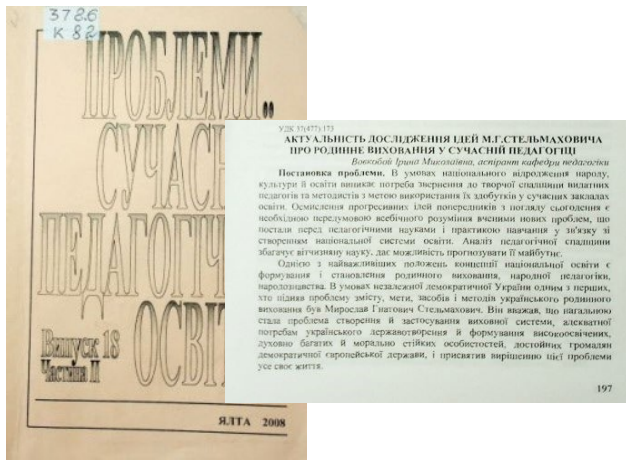 378.6
К 82
ПРОБЛЕМИ
СУЧАСН
ПЕДАГОГІЧ
ОСВІ
Випуск 18
Частина II
ЯЛТА 2008
УДК 37(477):173
АКТУАЛЬНІСТЬ ДОСЛІДЖЕННЯ ІДЕЙ М.Г.СТЕЛЬМАХОВИЧА
ПРО РОДИННЕ ВИХОВАННЯ У СУЧАСНІЙ ПЕДАГОГІЦІ
Вовкобой Ірина Миколаївна, аспірант кафедри педагогіки
Постановка проблеми. В умовах національного відродження народу,
культури й освіти виникає потреба звернення до творчої спадщини видатних
педагогів та методистів з метою використання їх здобутків у сучасних закладах
освіти. Осмислення прогресивних ідей попередників з погляду сьогодення є
необхідною передумовою всебічного розуміння вченими нових проблем, що
постали перед педагогічними науками і практикою навчання у зв'язку зі
створенням національної системи освіти. Аналіз педагогічної спадщини
збагачує вітчизняну науку, дає можливість прогнозувати її майбутнє.
Однією з найважливіших положень концепції національної освіти є
формування і становлення родинного виховання, народної педагогіки,
народознавства. В умовах незалежної демократичної України одним з перших,
хто підняв проблему змісту, мети, засобів і методів українського родинного
виховання був Мирослав Гнатович Стельмахович. Він вважав, що нагальною
стала проблема створення й застосування виховної системи, адекватної
потребам українського державотворення й формування високоосвічених,
духовно багатих й морально стійких особистостей, достойних громадян
демократичної європейської держави, і присвятив вирішенню цієї проблеми
усе своє життя.
197